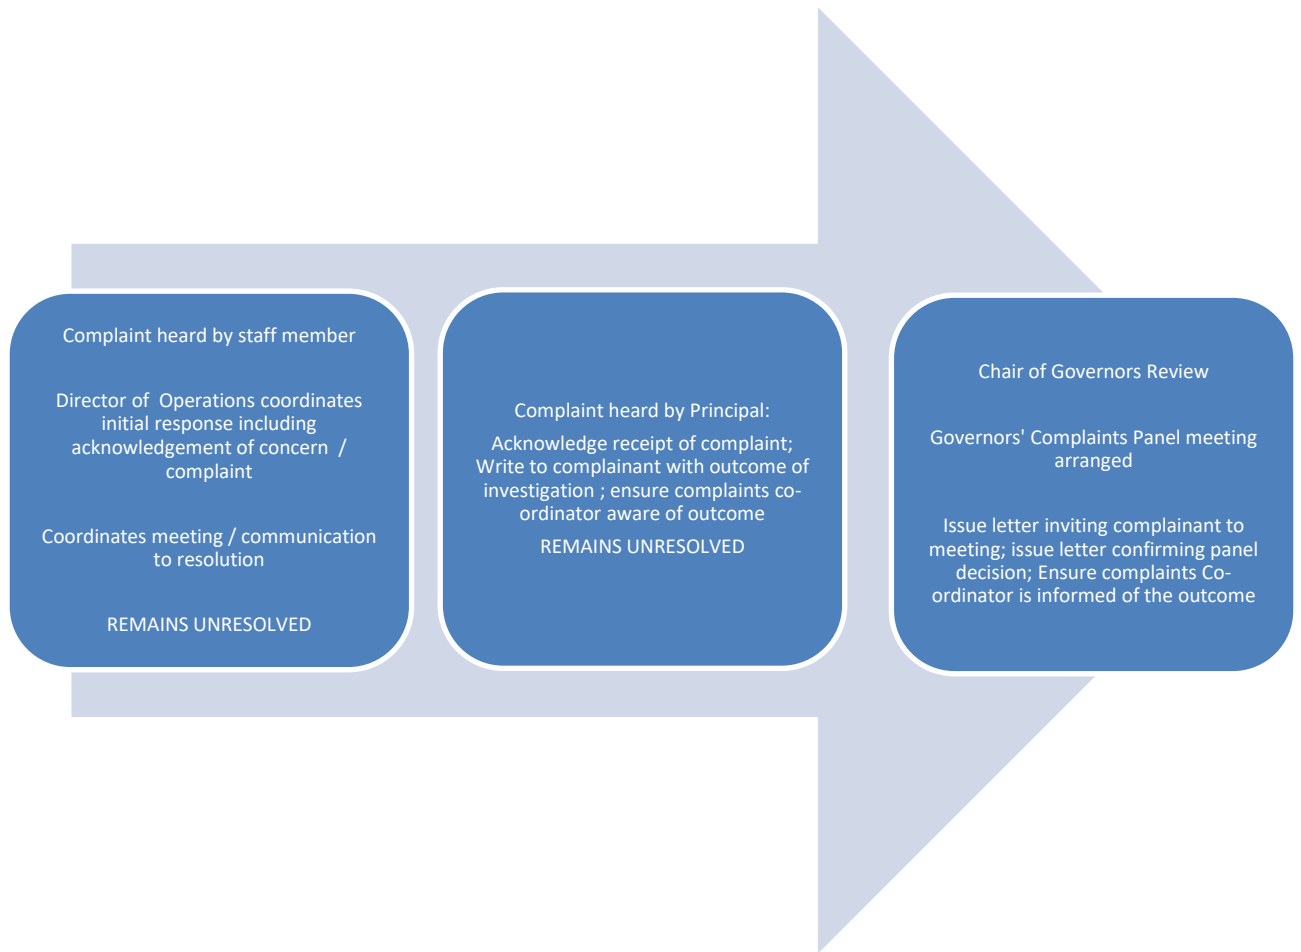 Complaint heard by staff member
Director of  Operations coordinates
initial response including
acknowledgement of concern  /
complaint
Coordinates meeting / communication
to resolution
REMAINS UNRESOLVED
Complaint heard by Principal:
Acknowledge receipt of complaint;
Write to complainant with outcome of
investigation ; ensure complaints co-
ordinator aware of outcome
REMAINS UNRESOLVED
Chair of Governors Review
Governors' Complaints Panel meeting
arranged
Issue letter inviting complainant to
meeting; issue letter confirming panel
decision; Ensure complaints Co-
ordinator is informed of the outcome